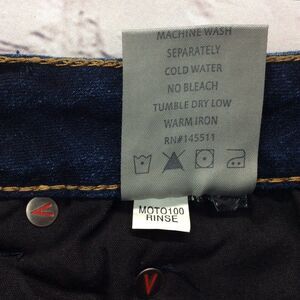 MACHINE WASH
SEPARATELY
COLD WATER
NO BLEACH
TUMBLE DRY LOW
WARM IRON
RN#145511
MOTO100
RINSE